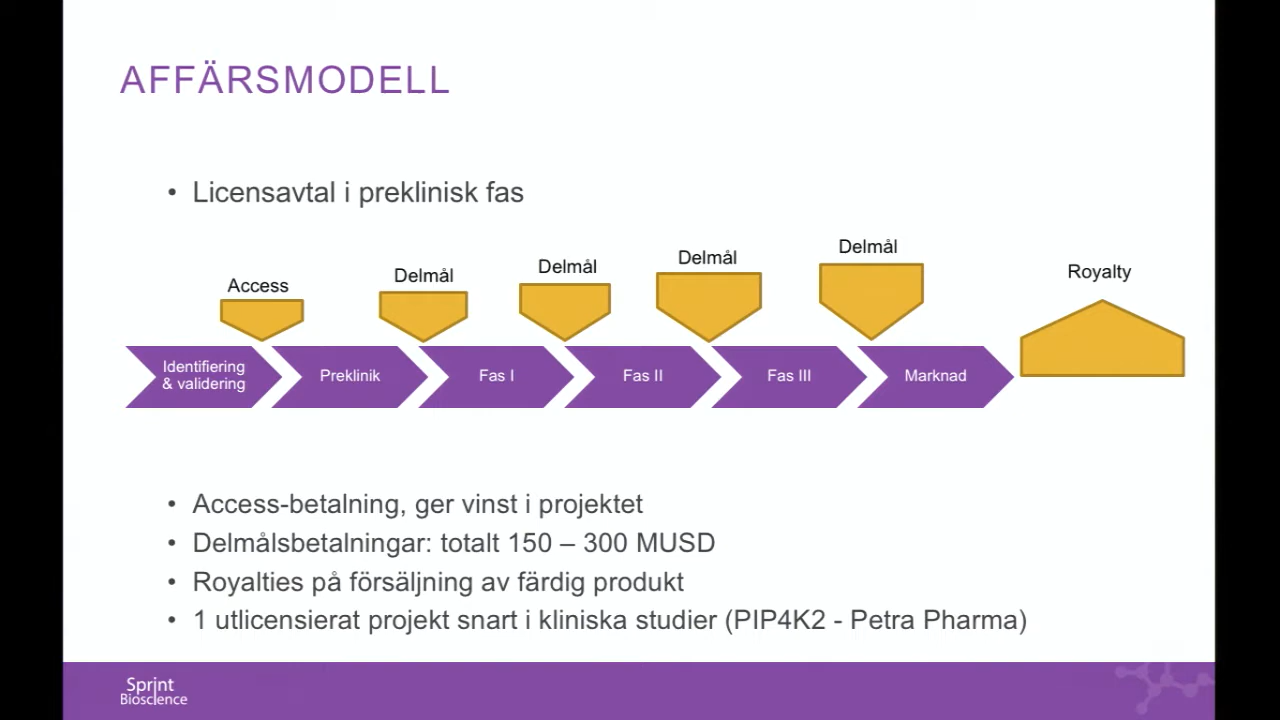 AFFÄRSMODELL
• Licensavtal i preklinisk fas
Access
Delmål
Delmål
Delmål
Delmål
Royalty
Identifiering
& validering
Preklinik
Fas I
Fas II
Fas III
Marknad
• Access-betalning, ger vinst i projektet
• Delmålsbetalningar: totalt 150 – 300 MUSD
• Royalties på försäljning av färdig produkt
• 1 utlicensierat projekt snart i kliniska studier (PIP4K2 - Petra Pharma)
Sprint
Bioscience